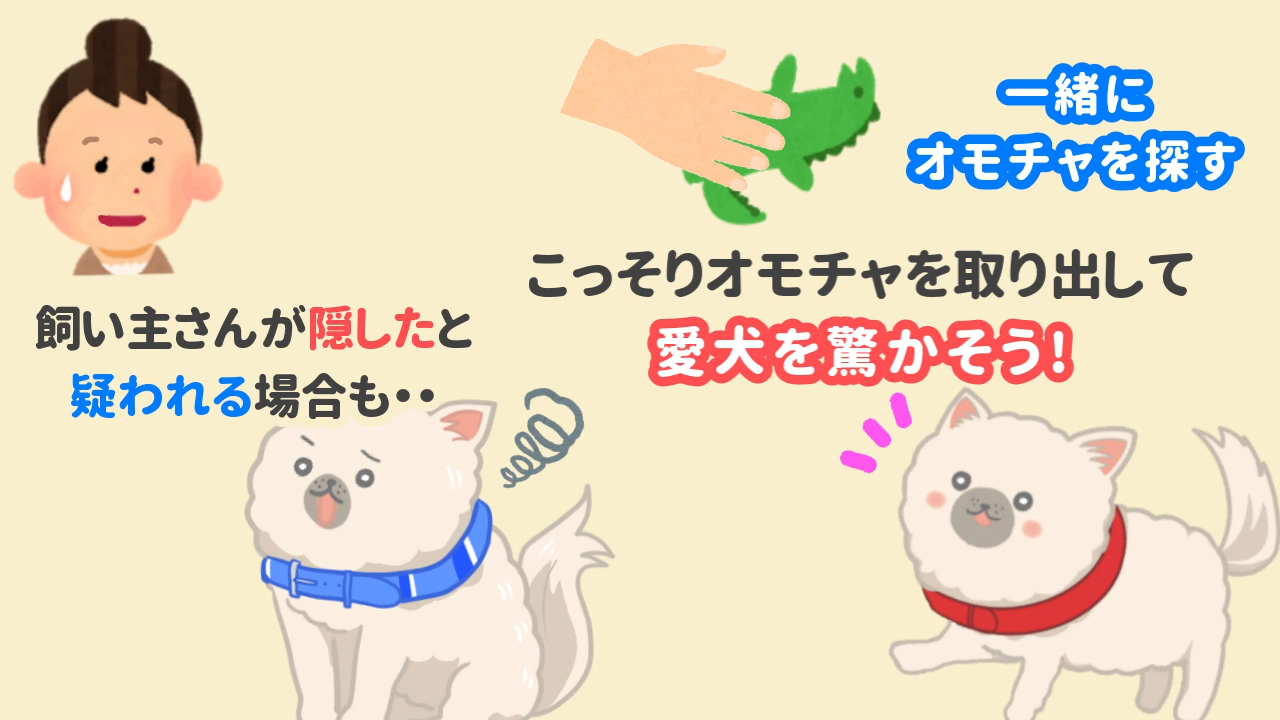 一緒に
オモチャを探す
こっそりオモチャを取り出して
愛犬を驚かそう!
飼い主さんが隠したと
疑われる場合も・・